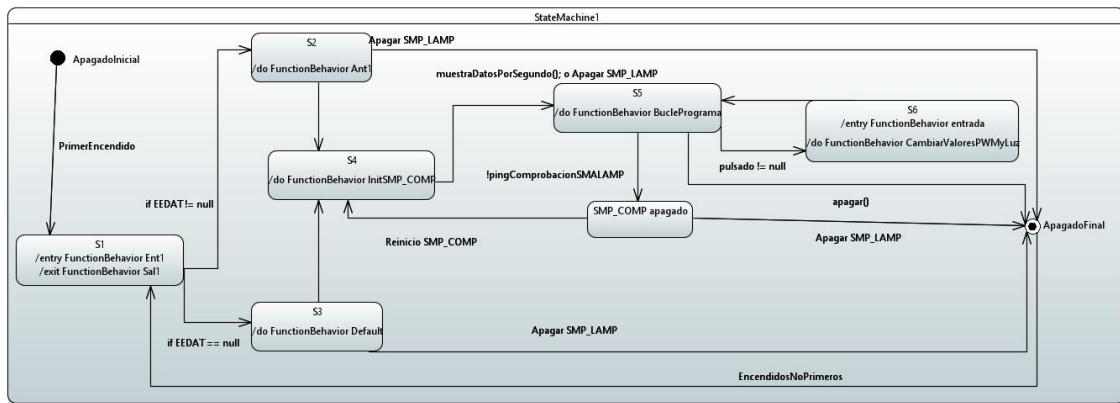 StateMachine1
ApagadoInicial
S2
/do FunctionBehavior Ant1
Apagar SMP_LAMP
muestraDatosPorSegundo(); o Apagar SMP_LAMP
S5
/do FunctionBehavior BuclePrograma
S6
/entry FunctionBehavior entrada
/do FunctionBehavior CambiarValoresPWMyLuz
PrimerEncendido
S4
/do FunctionBehavior InitSMP_COMP
!pingComprobacionSMALAMP
pulsado != null
if EEDAT != null
SMP_COMP apagado
apagar()
ApagadoFinal
S1
/entry FunctionBehavior Ent1
/exit FunctionBehavior Sal1
Reinicio SMP_COMP
Apagar SMP_LAMP
S3
/do FunctionBehavior Default
if EEDAT == null
Apagar SMP_LAMP
EncendidosNoPrimeros